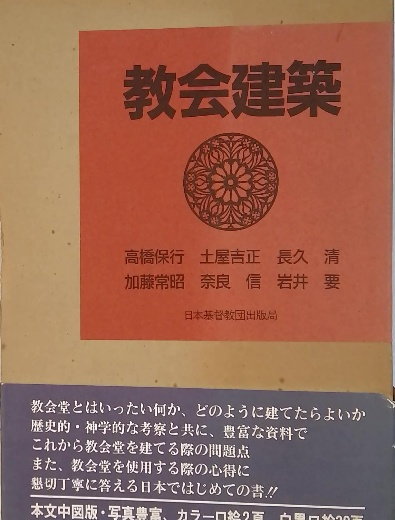 教会建築
高橋保行 土屋吉正 長久 清
加藤常昭 奈良 信 岩井 要
日本基督教団出版局
教会堂とはいったい何か、どのように建てたらよいか
歴史的・神学的な考察と共に、豊富な資料で
これから教会堂を建てる際の問題点
また、教会堂を使用する際の心得に
懇切丁寧に答える日本ではじめての書!!
本文中図版・写真豊富、カラー口絵2頁、白黒口絵